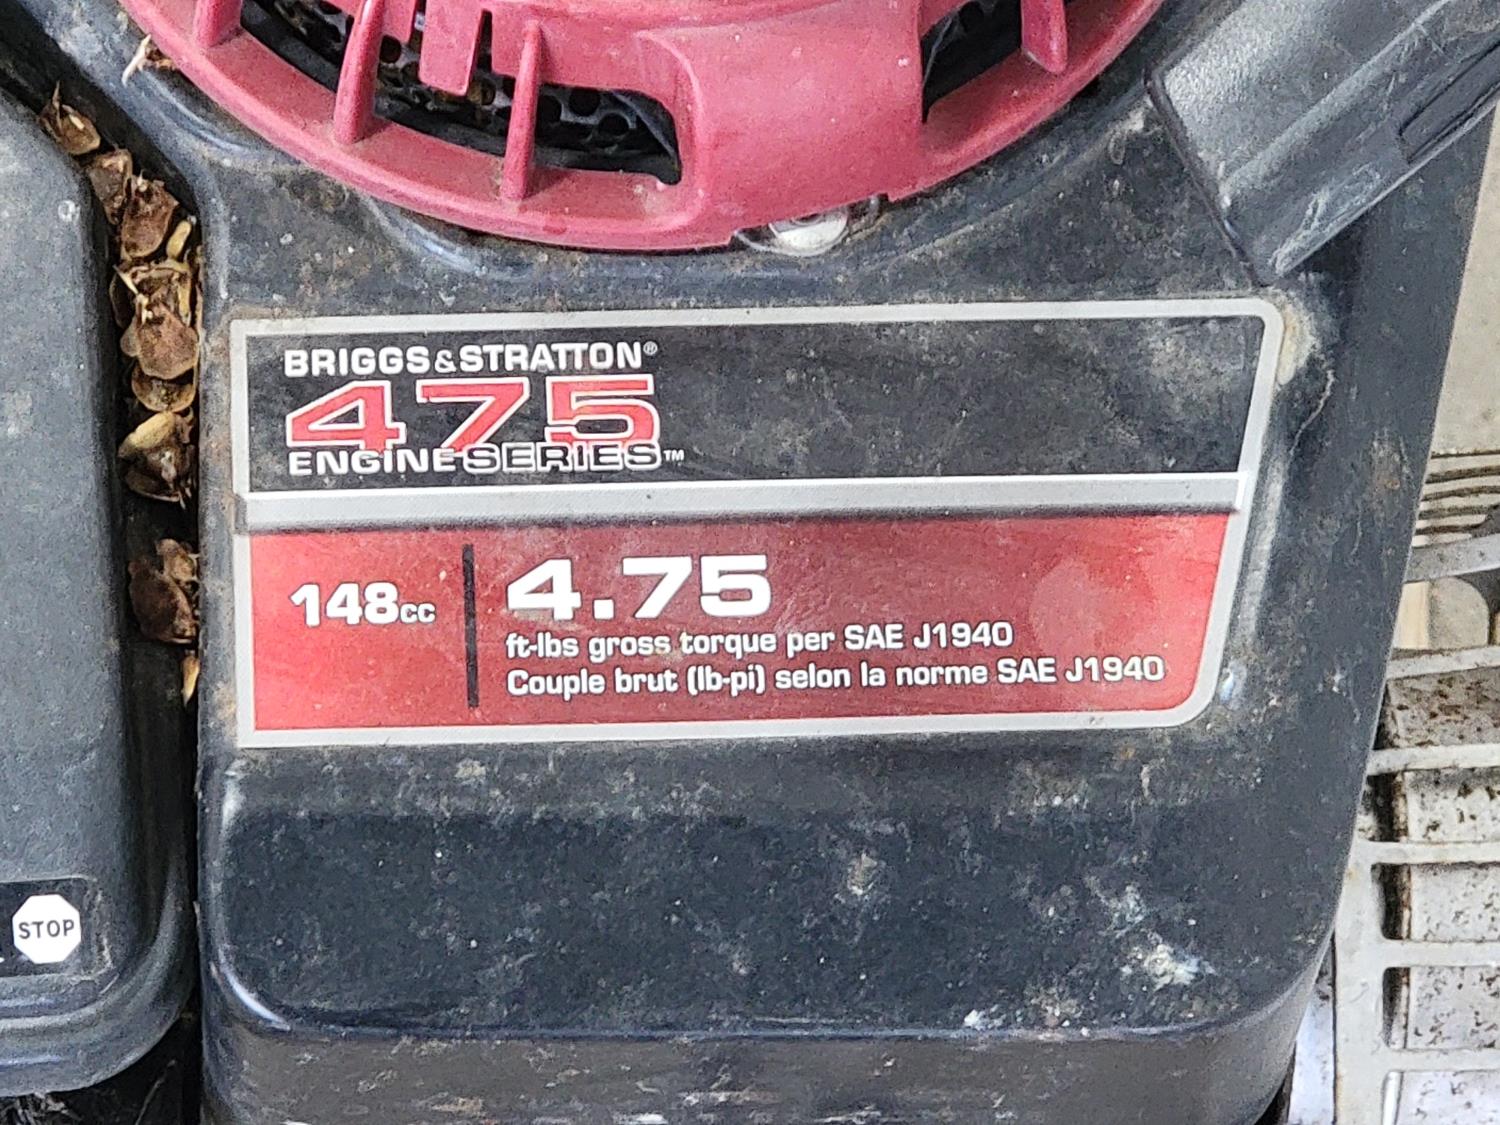 BRIGGS&STRATTON®
475
ENGINE SERIES™
148cc
4.75
ft-lbs gross torque per SAE J1940
Couple brut (lb-pi) selon la norme SAE J1940
STOP